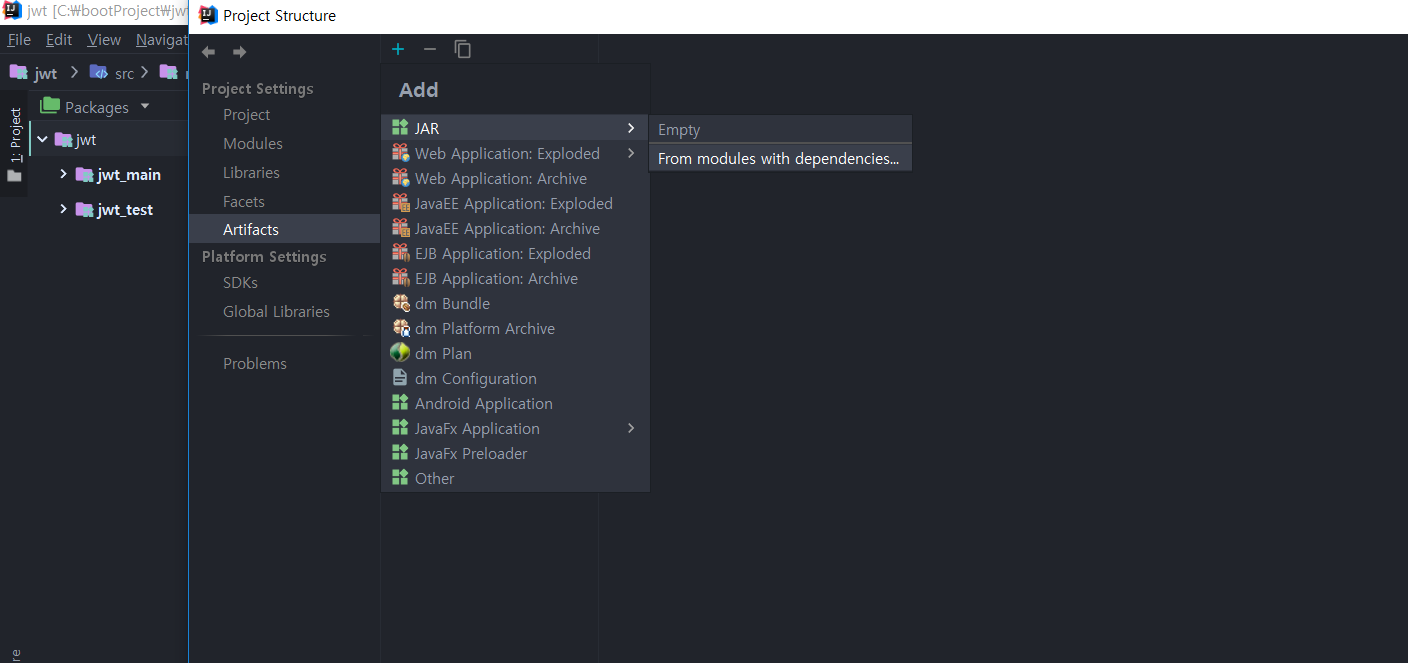 jwt [C:\bootProject\jw
Project Structure
File Edit View Navigat
jwt src
1: Project
Packages
jwt
jwt_main
jwt_test
Project Settings
Project
Modules
Libraries
Facets
Artifacts
Platform Settings
SDKs
Global Libraries
Problems
Add
JAR
Web Application: Exploded
Web Application: Archive
JavaEE Application: Exploded
JavaEE Application: Archive
EJB Application: Exploded
EJB Application: Archive
dm Bundle
dm Platform Archive
dm Plan
dm Configuration
Android Application
JavaFx Application
JavaFx Preloader
Other
Empty
From modules with dependencies...
re